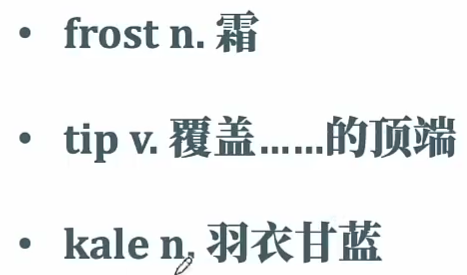 • frost n. 霜
• tip v. 覆盖……的顶端
• kale n. 羽衣甘蓝